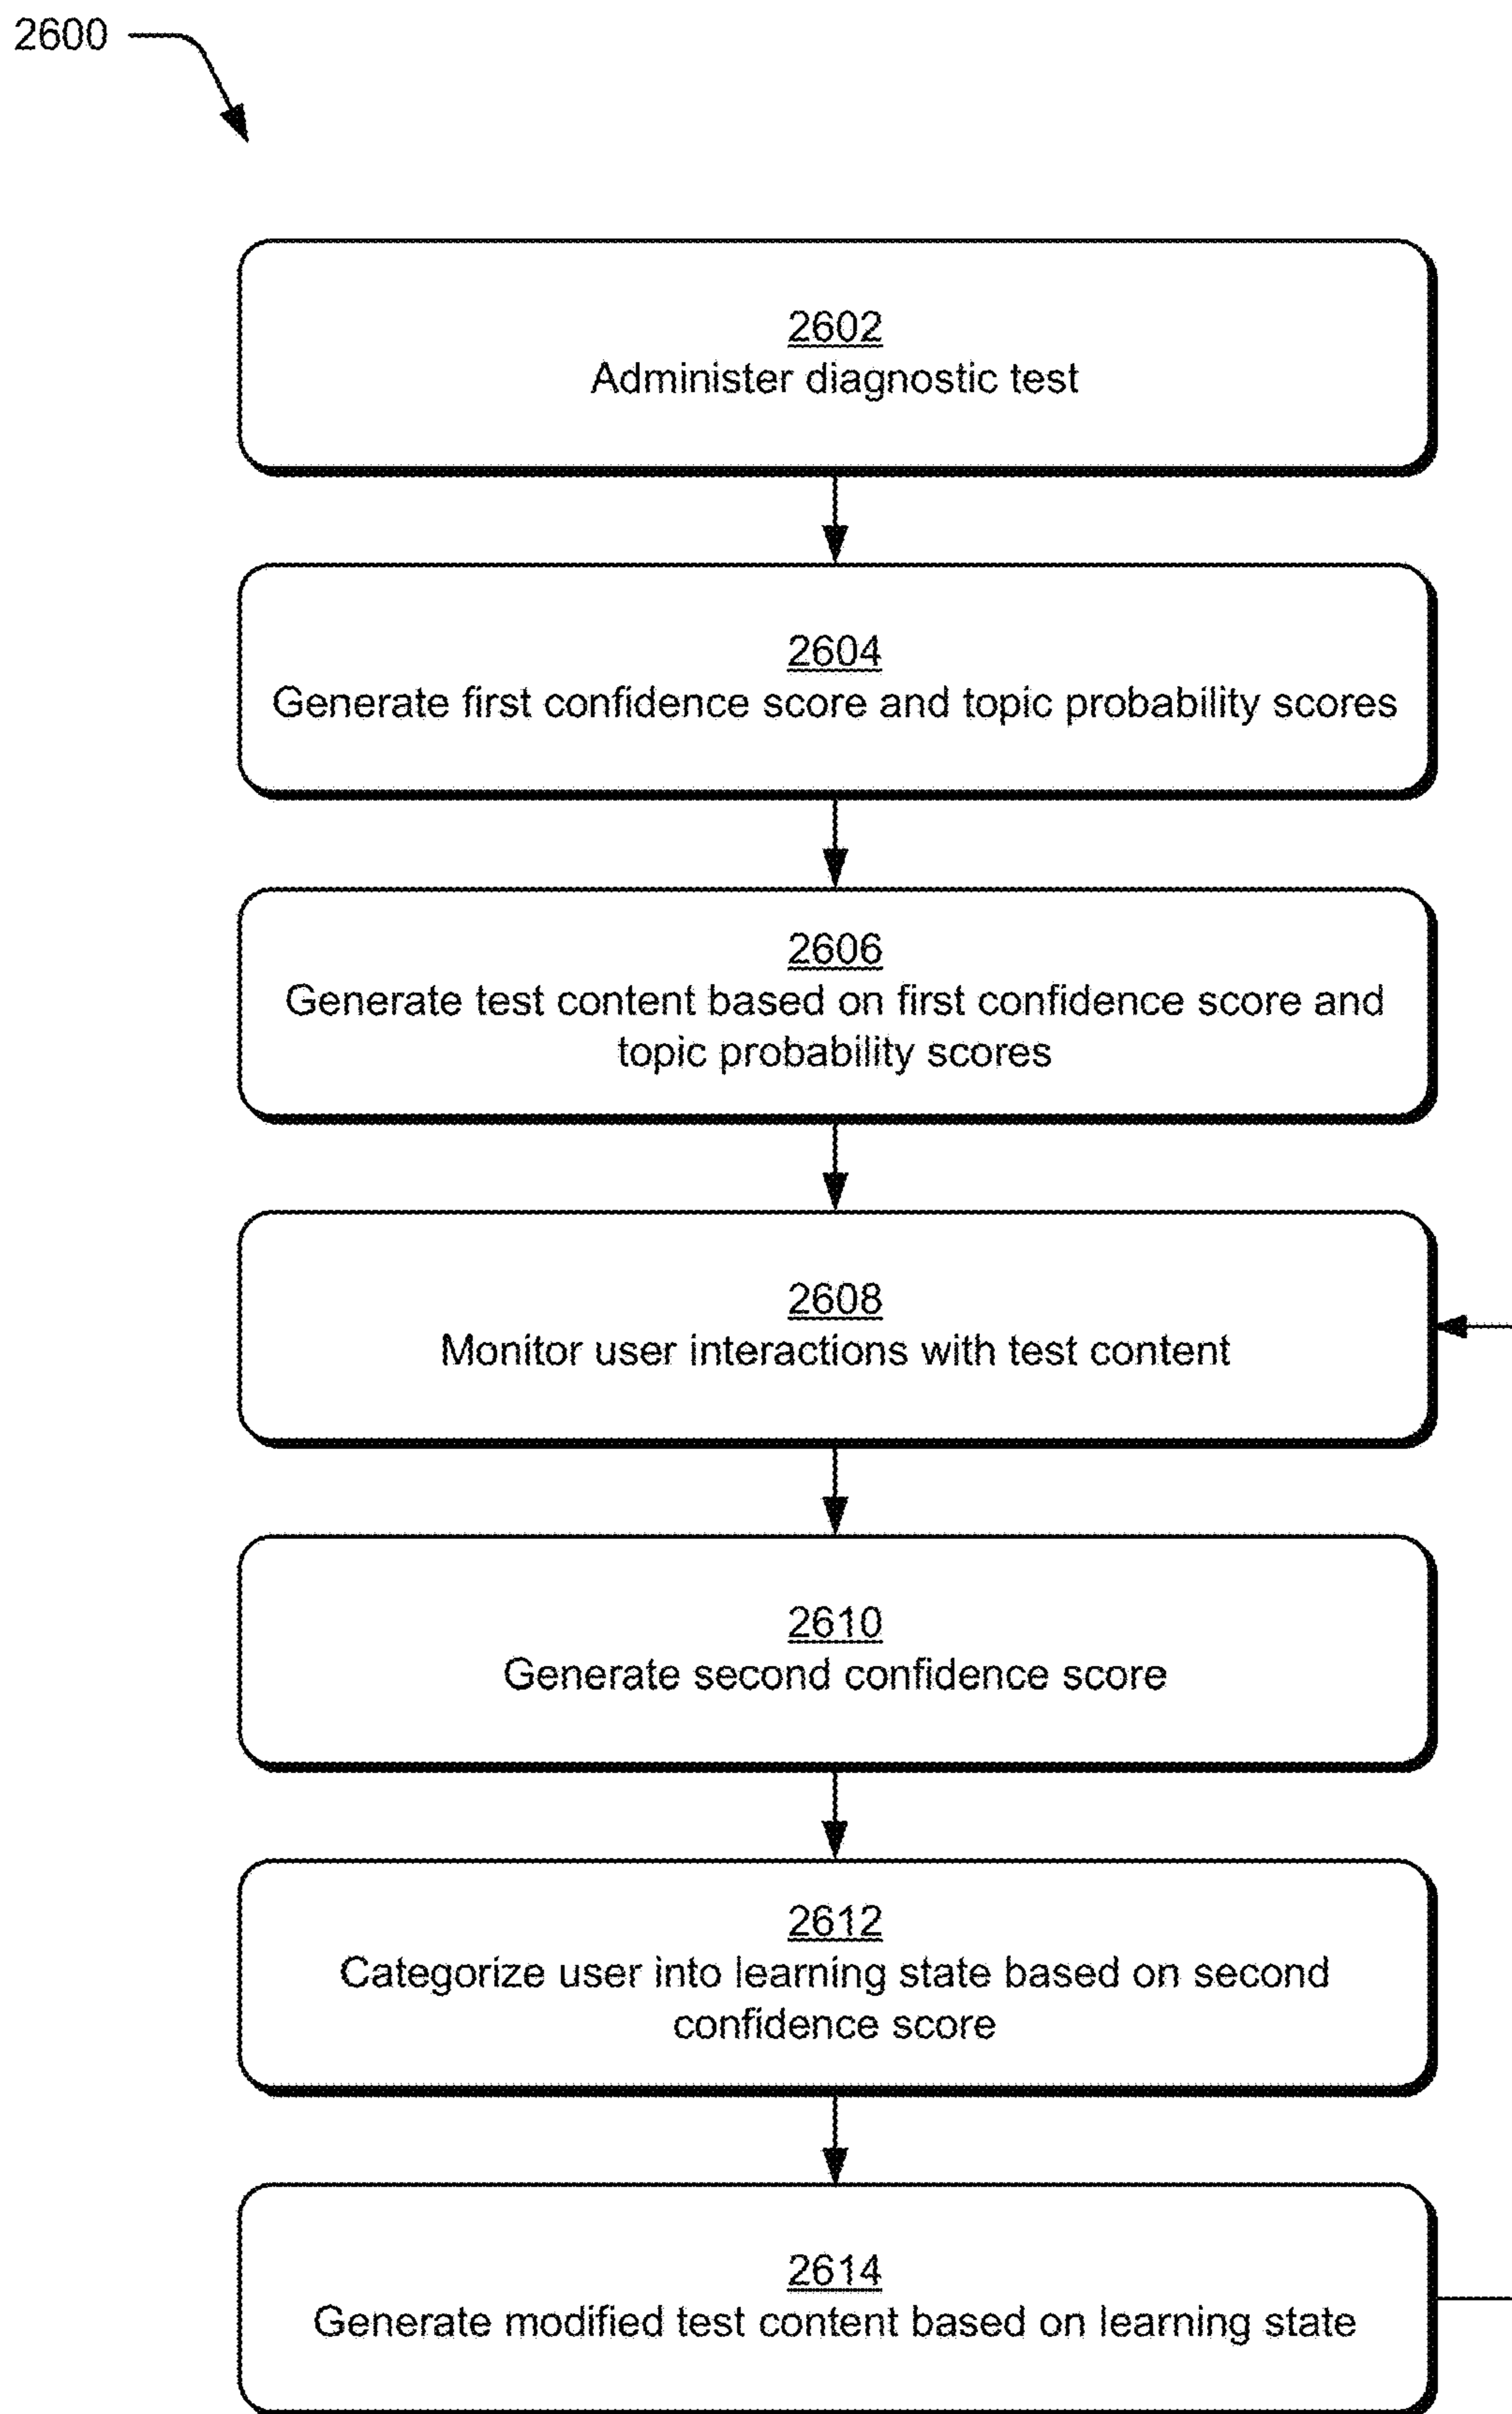 2600
2602
Administer diagnostic test
2604
Generate first confidence score and topic probability scores
2606
Generate test content based on first confidence score and
topic probability scores
2608
Monitor user interactions with test content
2610
Generate second confidence score
2612
Categorize user into learning state based on second
confidence score
2614
Generate modified test content based on learning state